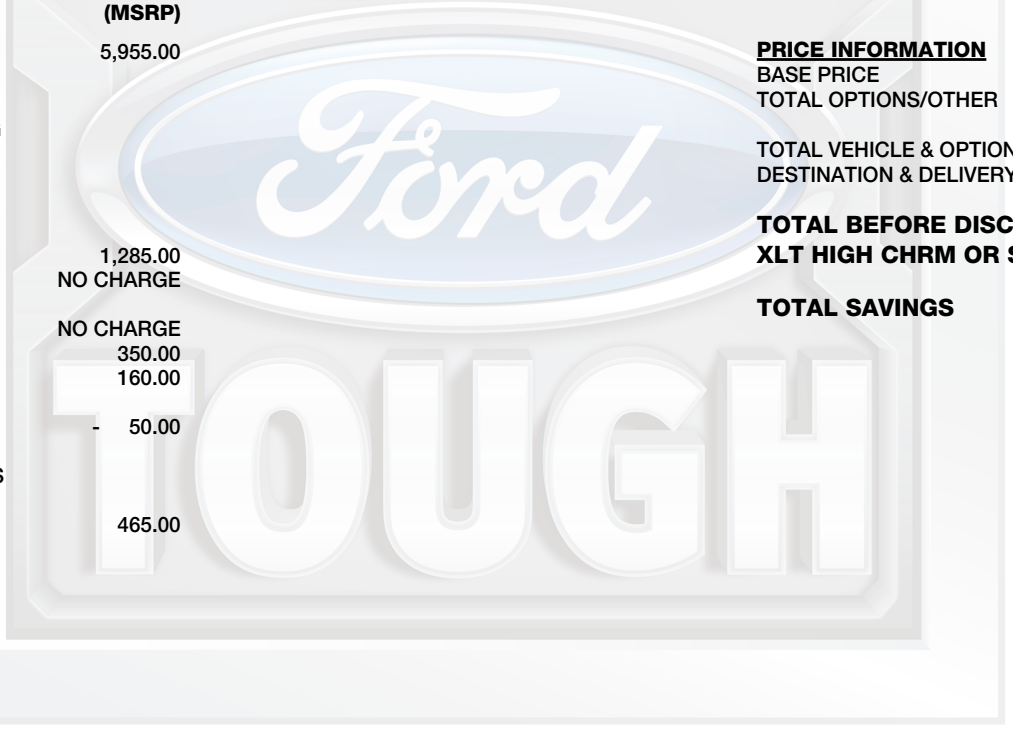 (MSRP)
5,955.00
1,285.00
NO CHARGE
NO CHARGE
350.00
160.00
- 50.00
465.00
PRICE INFORMATION
BASE PRICE
TOTAL OPTIONS/OTHER
TOTAL VEHICLE & OPTION
DESTINATION & DELIVERY
TOTAL BEFORE DISC
XLT HIGH CHRM OR S
TOTAL SAVINGS
Ford
TOUGH